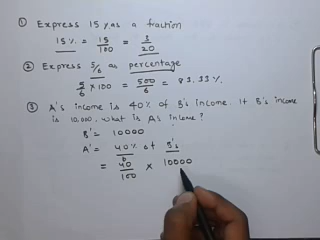 ① Express 15 % as a fraction
15 % = 15/100 = 3/20
② Express 5/6 as percentage
5/6 × 100 = 500/6 = 83.33%
③ A's income is 40% of B's income. If B's income
is 10,000, what is A's income?
B' = 10000
A' = 40% of B's
= 40/100 × 10000